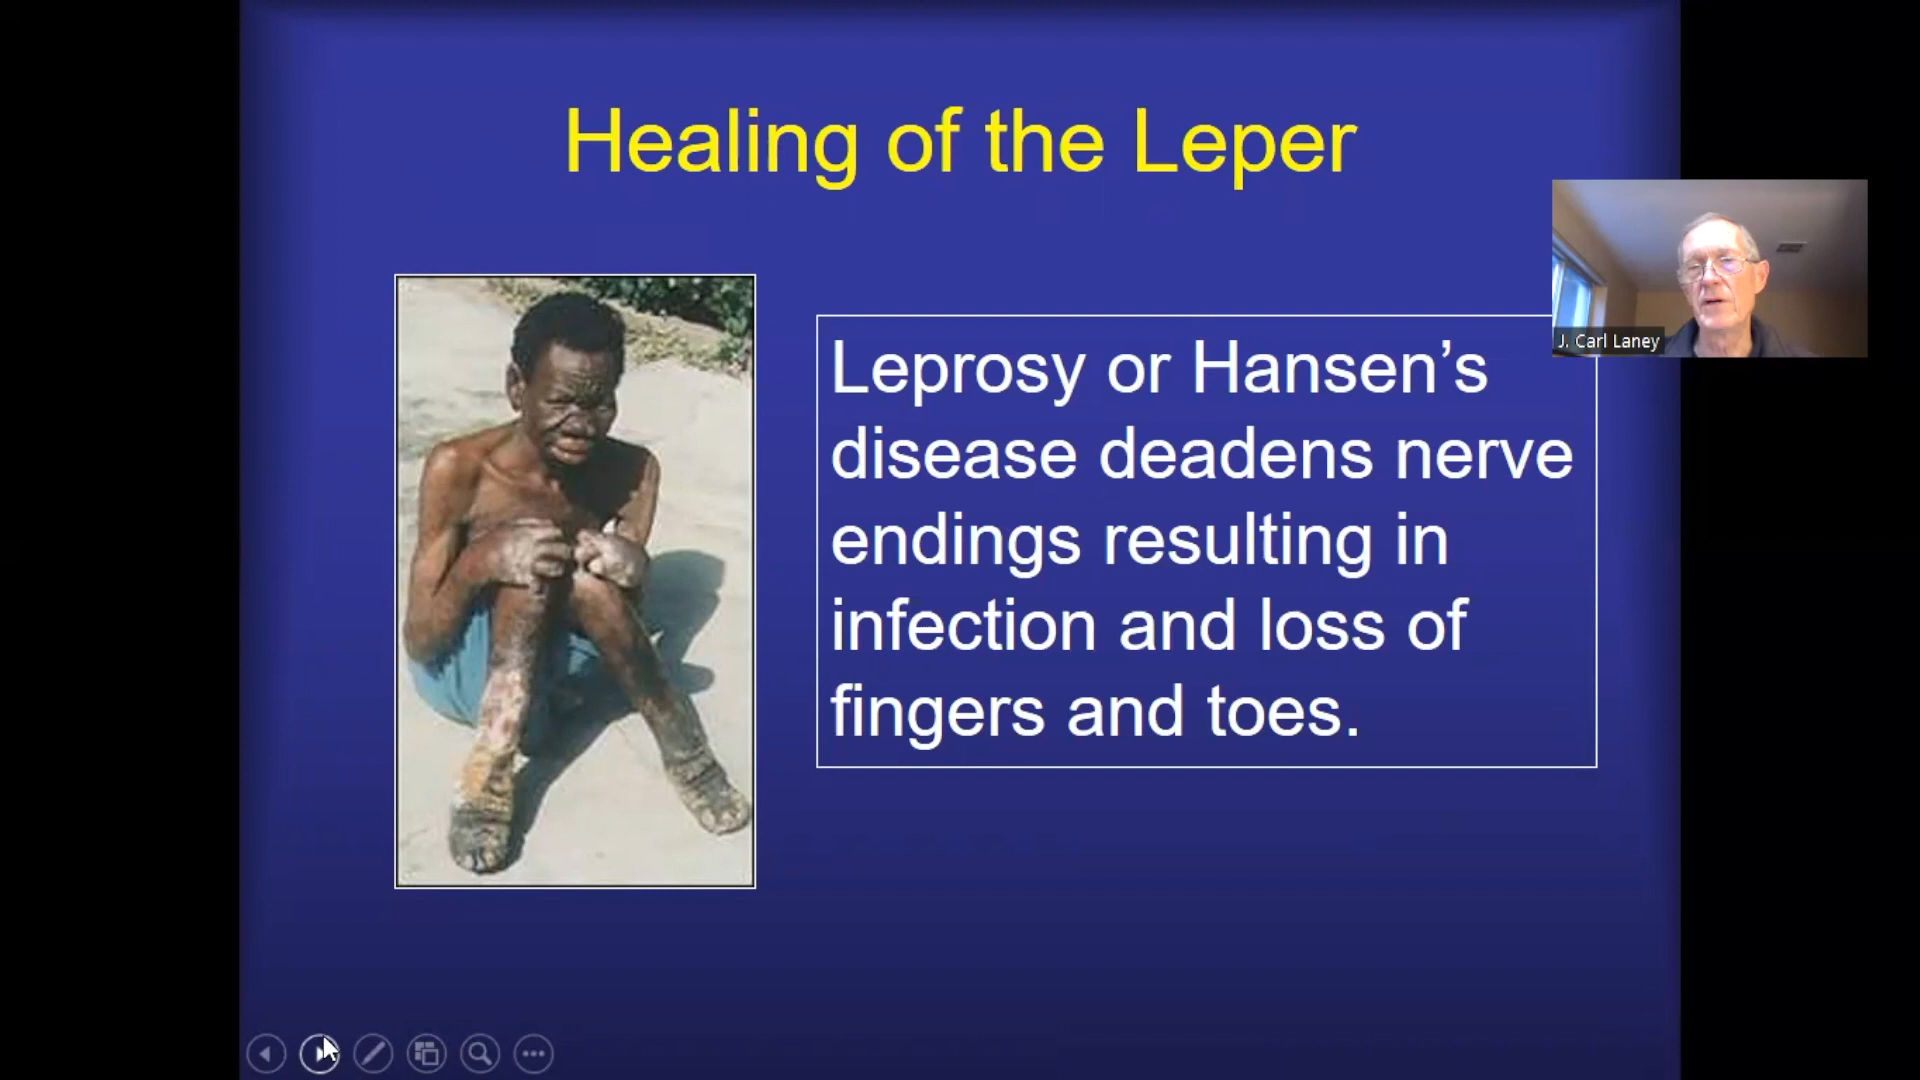 Healing of the Leper
Leprosy or Hansen’s
disease deadens nerve
endings resulting in
infection and loss of
fingers and toes.
J. Carl Laney